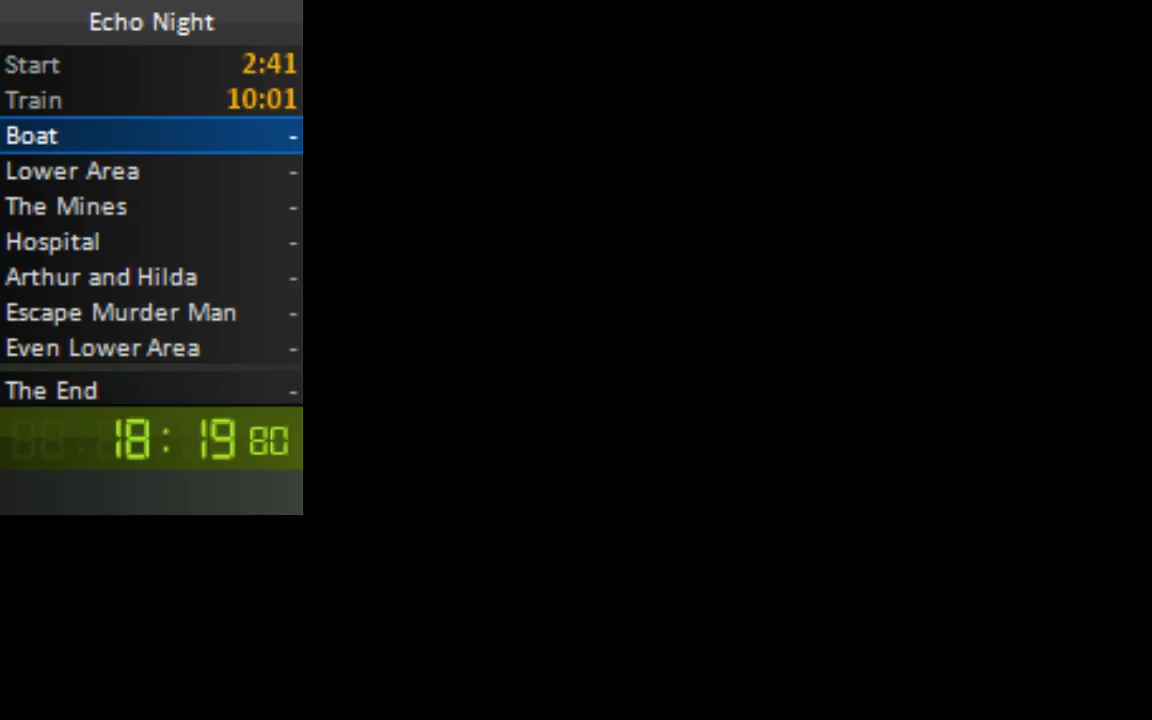 Echo Night
Start 2:41
Train 10:01
Boat -
Lower Area -
The Mines -
Hospital -
Arthur and Hilda -
Escape Murder Man -
Even Lower Area -
The End -
18:19 80